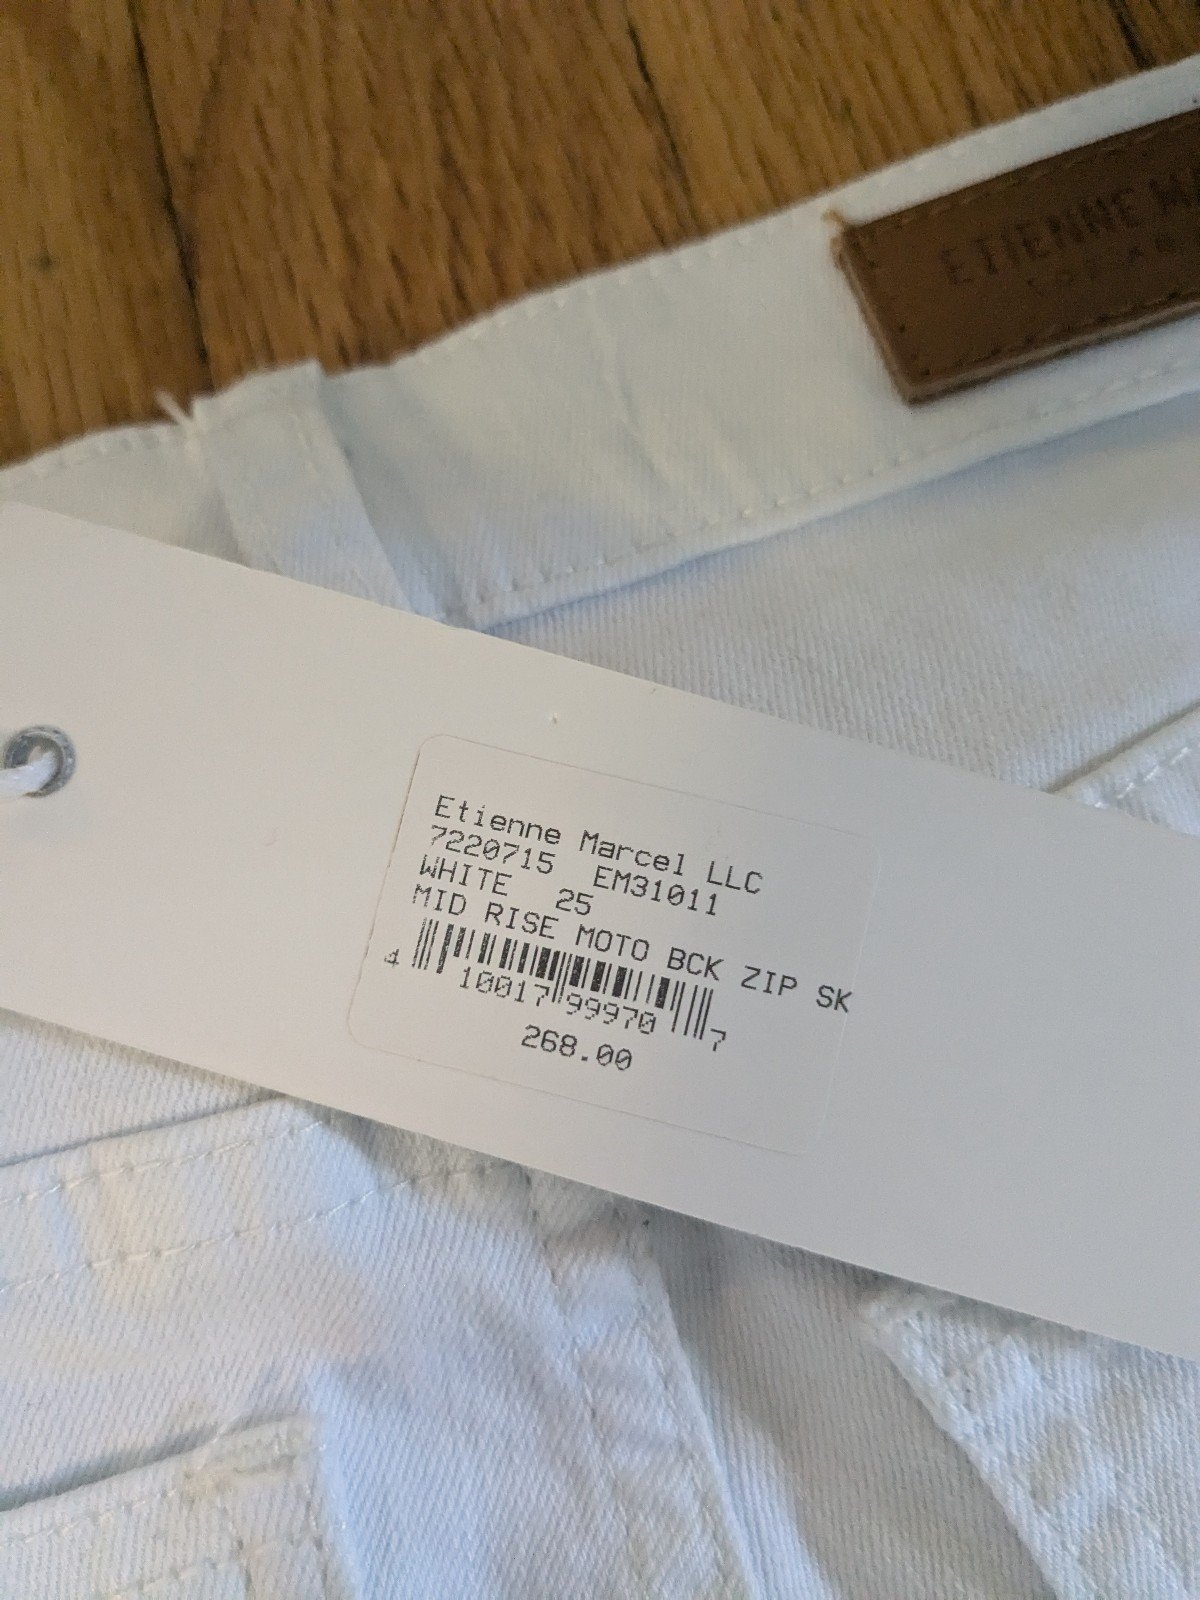 ETIENNE
Etienne Marcel LLC
7220715 EM31011
WHITE 25
MID RISE MOTO BCK ZIP SK
4 10017 99970 7
268.00